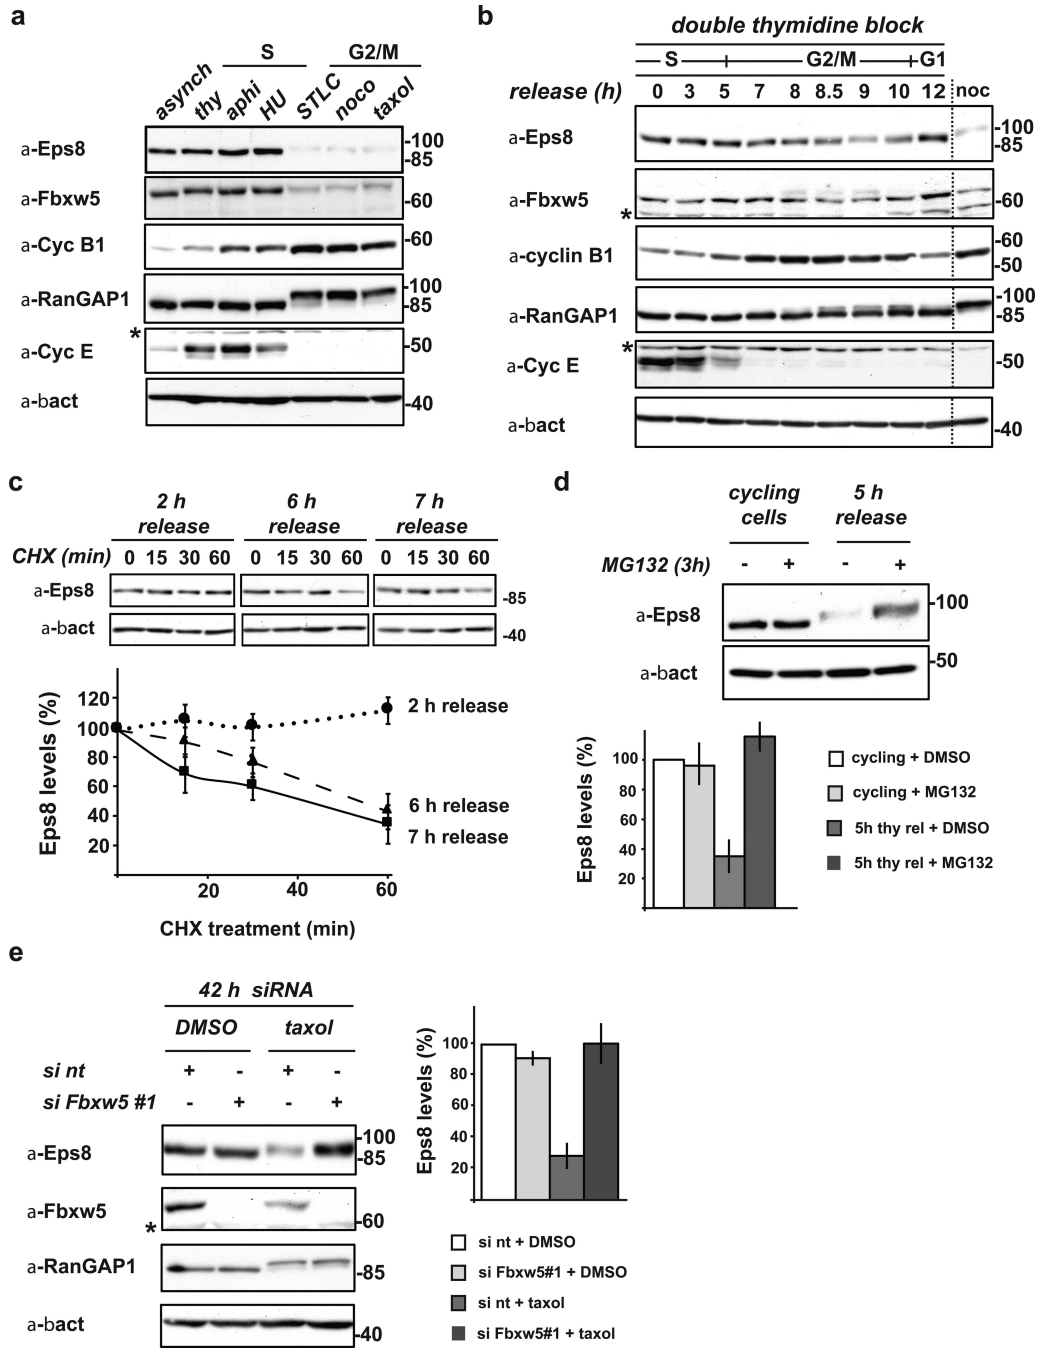 a
S G2/M
asynch thy aphi HU STLC noco taxol
a-Eps8 -100
-85
a-Fbxw5 -60
a-Cyc B1 -60
a-RanGAP1 -100
-85
*
a-Cyc E -50
a-bact -40
b
double thymidine block
S + G2/M + G1
release (h) 0 3 5 7 8 8.5 9 10 12 noc
a-Eps8 -100
-85
a-Fbxw5 -60
*
a-cyclin B1 -60
-50
a-RanGAP1 -100
-85
*
a-Cyc E -50
a-bact -40
c
2 h release 6 h release 7 h release
CHX (min) 0 15 30 60 0 15 30 60 0 15 30 60
a-Eps8 -85
a-bact -40
Eps8 levels (%)
120
100
80
60
40
20
2 h release
6 h release
7 h release
20 40 60
CHX treatment (min)
d
cycling cells 5 h release
MG132 (3h) - + - +
a-Eps8 -100
a-bact -50
Eps8 levels (%)
100
80
60
40
20
cycling + DMSO
cycling + MG132
5h thy rel + DMSO
5h thy rel + MG132
e
42 h siRNA
DMSO taxol
si nt + - + -
si Fbxw5 #1 - + - +
a-Eps8 -100
-85
a-Fbxw5 -60
*
a-RanGAP1 -85
a-bact -40
Eps8 levels (%)
100
80
60
40
20
si nt + DMSO
si Fbxw5#1 + DMSO
si nt + taxol
si Fbxw5#1 + taxol